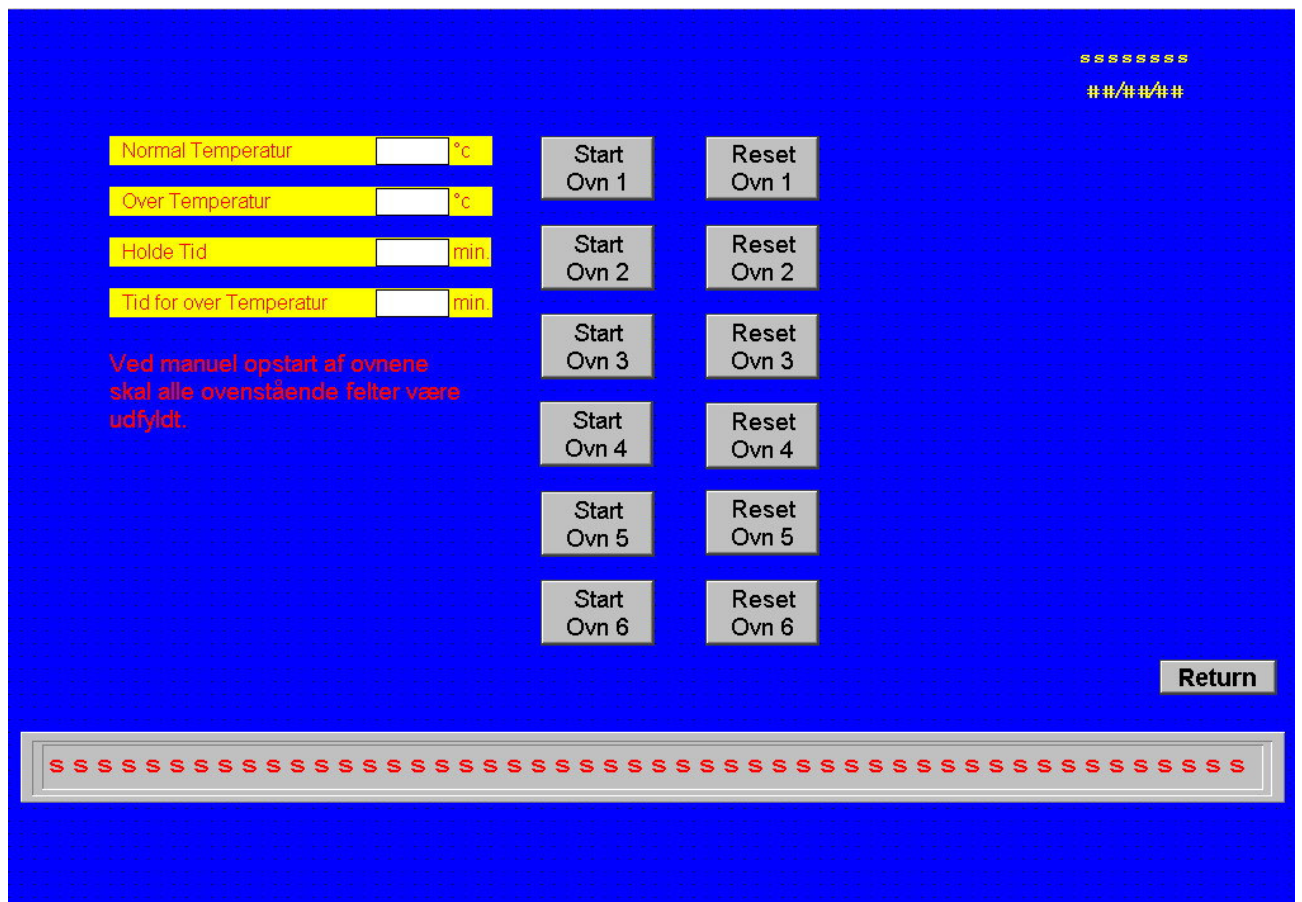 ssssssss
##/##/##
Normal Temperatur °c
Over Temperatur °c
Holde Tid min.
Tid for over Temperatur min.
Ved manuel opstart af ovnene
skal alle ovenstående felter være
udfyldt.
Start
Ovn 1
Reset
Ovn 1
Start
Ovn 2
Reset
Ovn 2
Start
Ovn 3
Reset
Ovn 3
Start
Ovn 4
Reset
Ovn 4
Start
Ovn 5
Reset
Ovn 5
Start
Ovn 6
Reset
Ovn 6
Return
s s s s s s s s s s s s s s s s s s s s s s s s s s s s s s s s s s s s s s s s s s s s s s s s s s